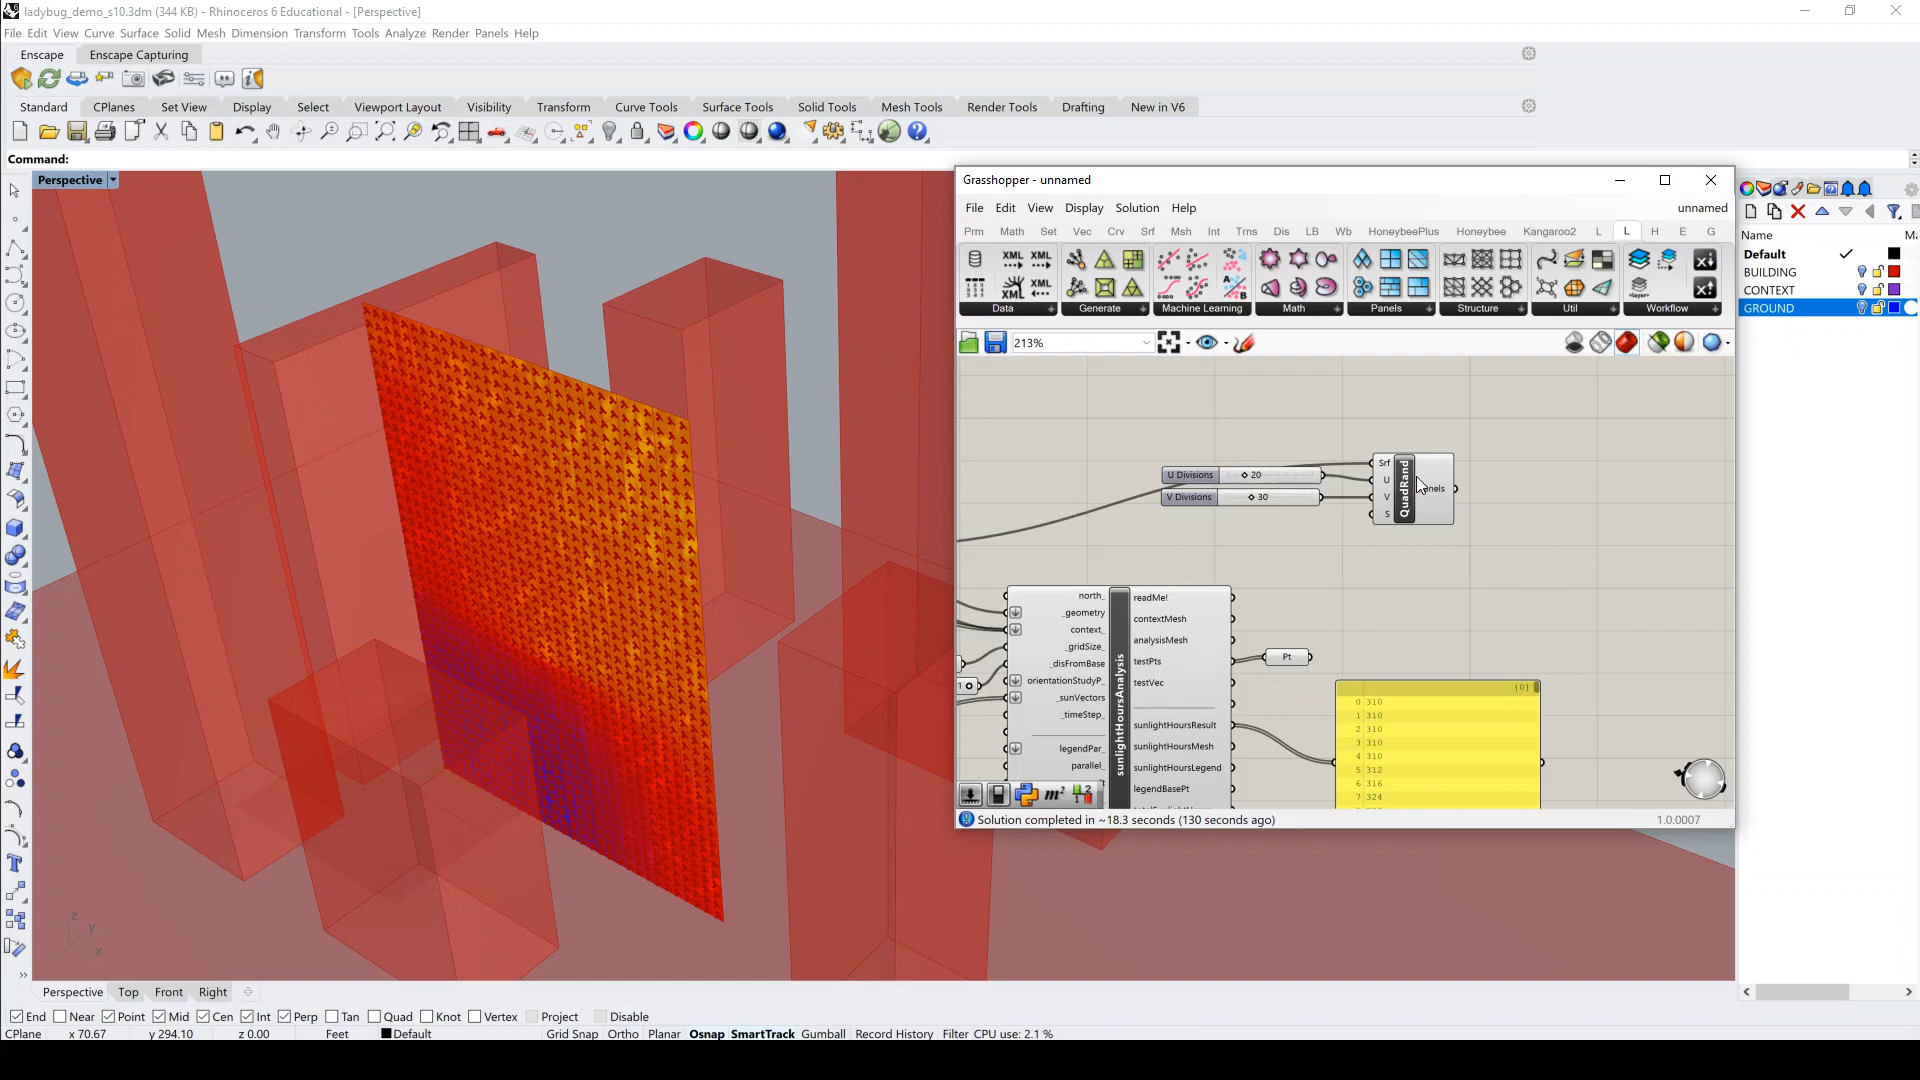 ladybug_demo_s10.3dm (344 KB) - Rhinoceros 6 Educational - [Perspective]
File Edit View Curve Surface Solid Mesh Dimension Transform Tools Analyze Render Panels Help
Enscape Enscape Capturing
Standard CPlanes Set View Display Select Viewport Layout Visibility Transform Curve Tools Surface Tools Solid Tools Mesh Tools Render Tools Drafting New in V6
Command:
Perspective
Grasshopper - unnamed
File Edit View Display Solution Help unnamed
Prm Math Set Vec Crv Srf Msh Int Trns Dis LB Wb HoneybeePlus Honeybee Kangaroo2 L L H E G
XML XML
XML XML
Data Generate Machine Learning Math Panels Structure Util Workflow
213%
U Divisions 20
V Divisions 30
Srf
U
V
S
QuadRand
north_
_geometry
context_
_gridSize_
_disFromBase
orientationStudyP_
_sunVectors
_timeStep_
legendPar_
parallel_
sunlightHoursAnalysis
readMe!
contextMesh
analysisMesh
testPts
testVec
sunlightHoursResult
sunlightHoursMesh
sunlightHoursLegend
legendBasePt
Pt
{0}
0 310
1 310
2 310
3 310
4 310
5 312
6 316
7 324
Solution completed in ~18.3 seconds (130 seconds ago) 1.0.0007
Name
Default
BUILDING
CONTEXT
GROUND
z
y
x
Perspective Top Front Right
End Near Point Mid Cen Int Perp Tan Quad Knot Vertex Project Disable
CPlane x 70.67 y 294.10 z 0.00 Feet Default Grid Snap Ortho Planar Osnap SmartTrack Gumball Record History Filter CPU use: 2.1 %